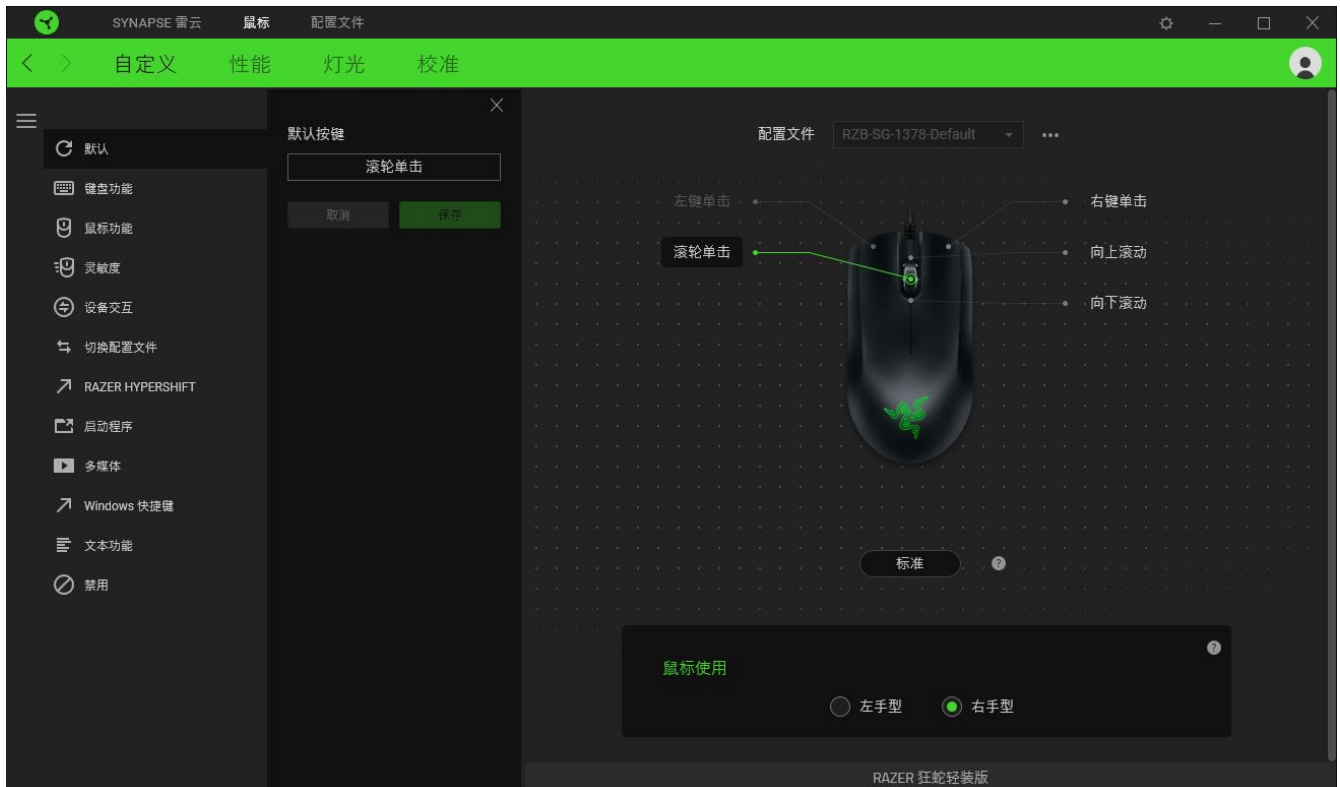 SYNAPSE 雷云 鼠标 配置文件
自定义 性能 灯光 校准
默认
键盘功能
鼠标功能
灵敏度
设备交互
切换配置文件
RAZER HYPERSHIFT
启动程序
多媒体
Windows 快捷键
文本功能
禁用
默认按键
滚轮单击
取消 保存
配置文件 RZB-SG-1378-Default
左键单击 右键单击
滚轮单击 向上滚动
向下滚动
标准 ?
?
鼠标使用
左手型 右手型
RAZER 狂蛇轻装版